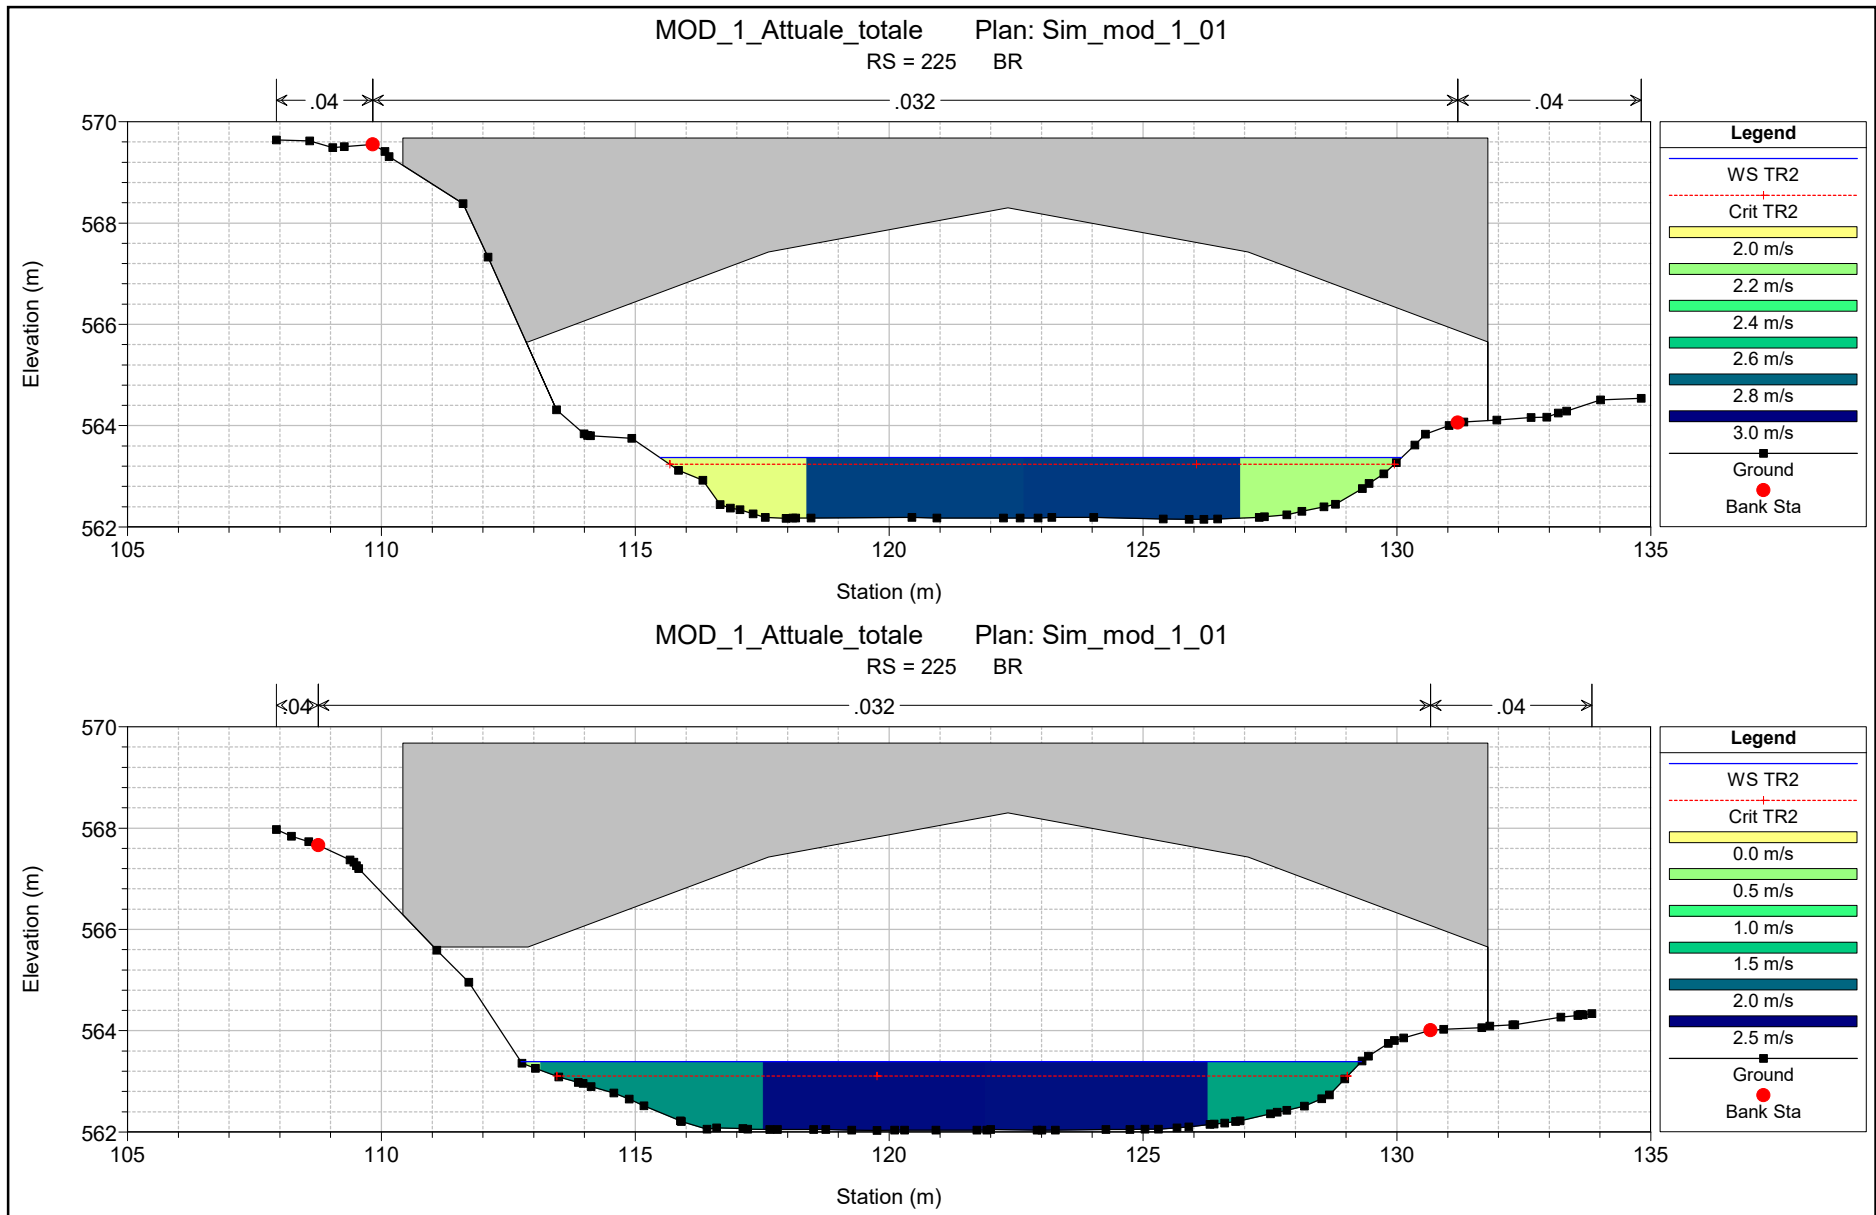 MOD_1_Attuale_totale Plan: Sim_mod_1_01
RS = 225 BR
.04 .032 .04
570
568
566
564
562
Elevation (m)
105 110 115 120 125 130 135
Station (m)
Legend
WS TR2
Crit TR2
2.0 m/s
2.2 m/s
2.4 m/s
2.6 m/s
2.8 m/s
3.0 m/s
Ground
Bank Sta
MOD_1_Attuale_totale Plan: Sim_mod_1_01
RS = 225 BR
.04 .032 .04
570
568
566
564
562
Elevation (m)
105 110 115 120 125 130 135
Station (m)
Legend
WS TR2
Crit TR2
0.0 m/s
0.5 m/s
1.0 m/s
1.5 m/s
2.0 m/s
2.5 m/s
Ground
Bank Sta